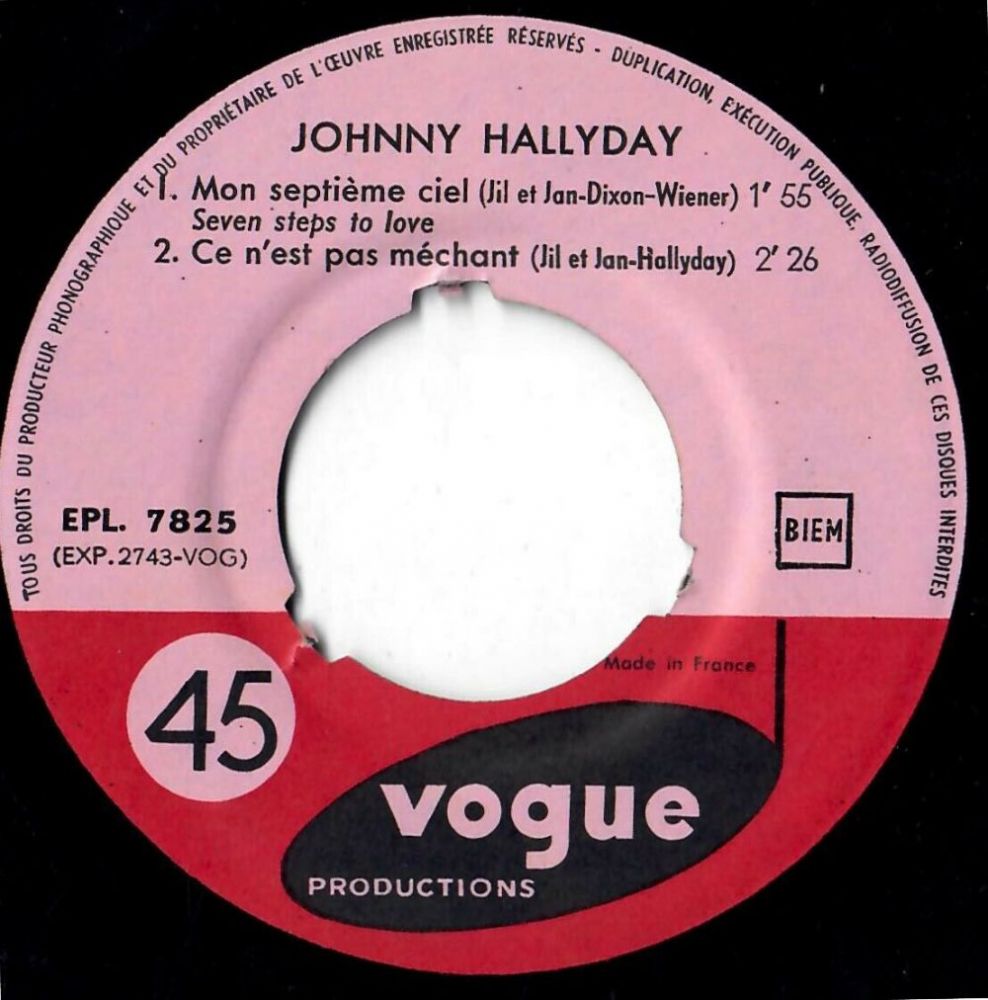 TOUS DROITS DU PRODUCTEUR PHONOGRAPHIQUE ET DU PROPRIÉTAIRE DE L'ŒUVRE ENREGISTRÉE RÉSERVÉS - DUPLICATION, EXÉCUTION PUBLIQUE, RADIODIFFUSION DE CES DISQUES INTERDITES
JOHNNY HALLYDAY
1. Mon septième ciel (Jil et Jan-Dixon-Wiener) 1' 55
Seven steps to love
2. Ce n'est pas méchant (Jil et Jan-Hallyday) 2' 26
EPL. 7825
(EXP.2743-VOG)
BIEM
Made in France
45
vogue
PRODUCTIONS